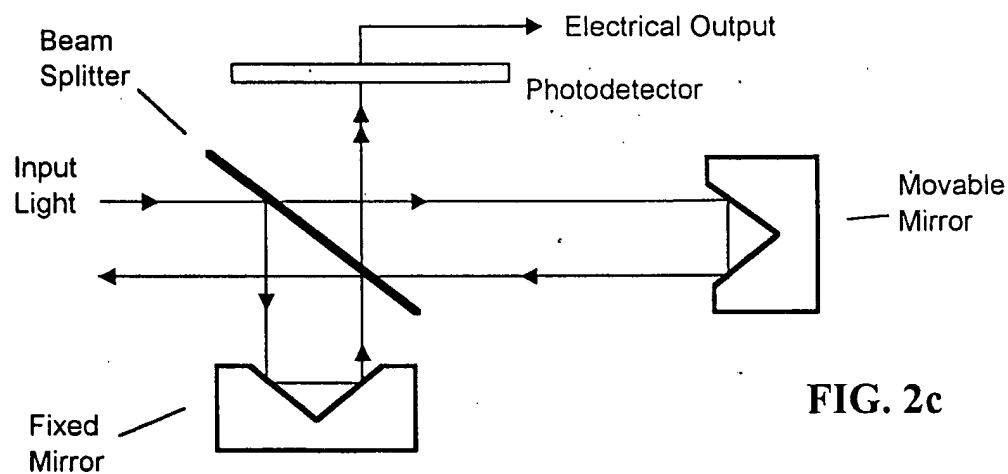 Beam
Splitter
Electrical Output
Photodetector
Input
Light
Movable
Mirror
Fixed
Mirror
FIG. 2c